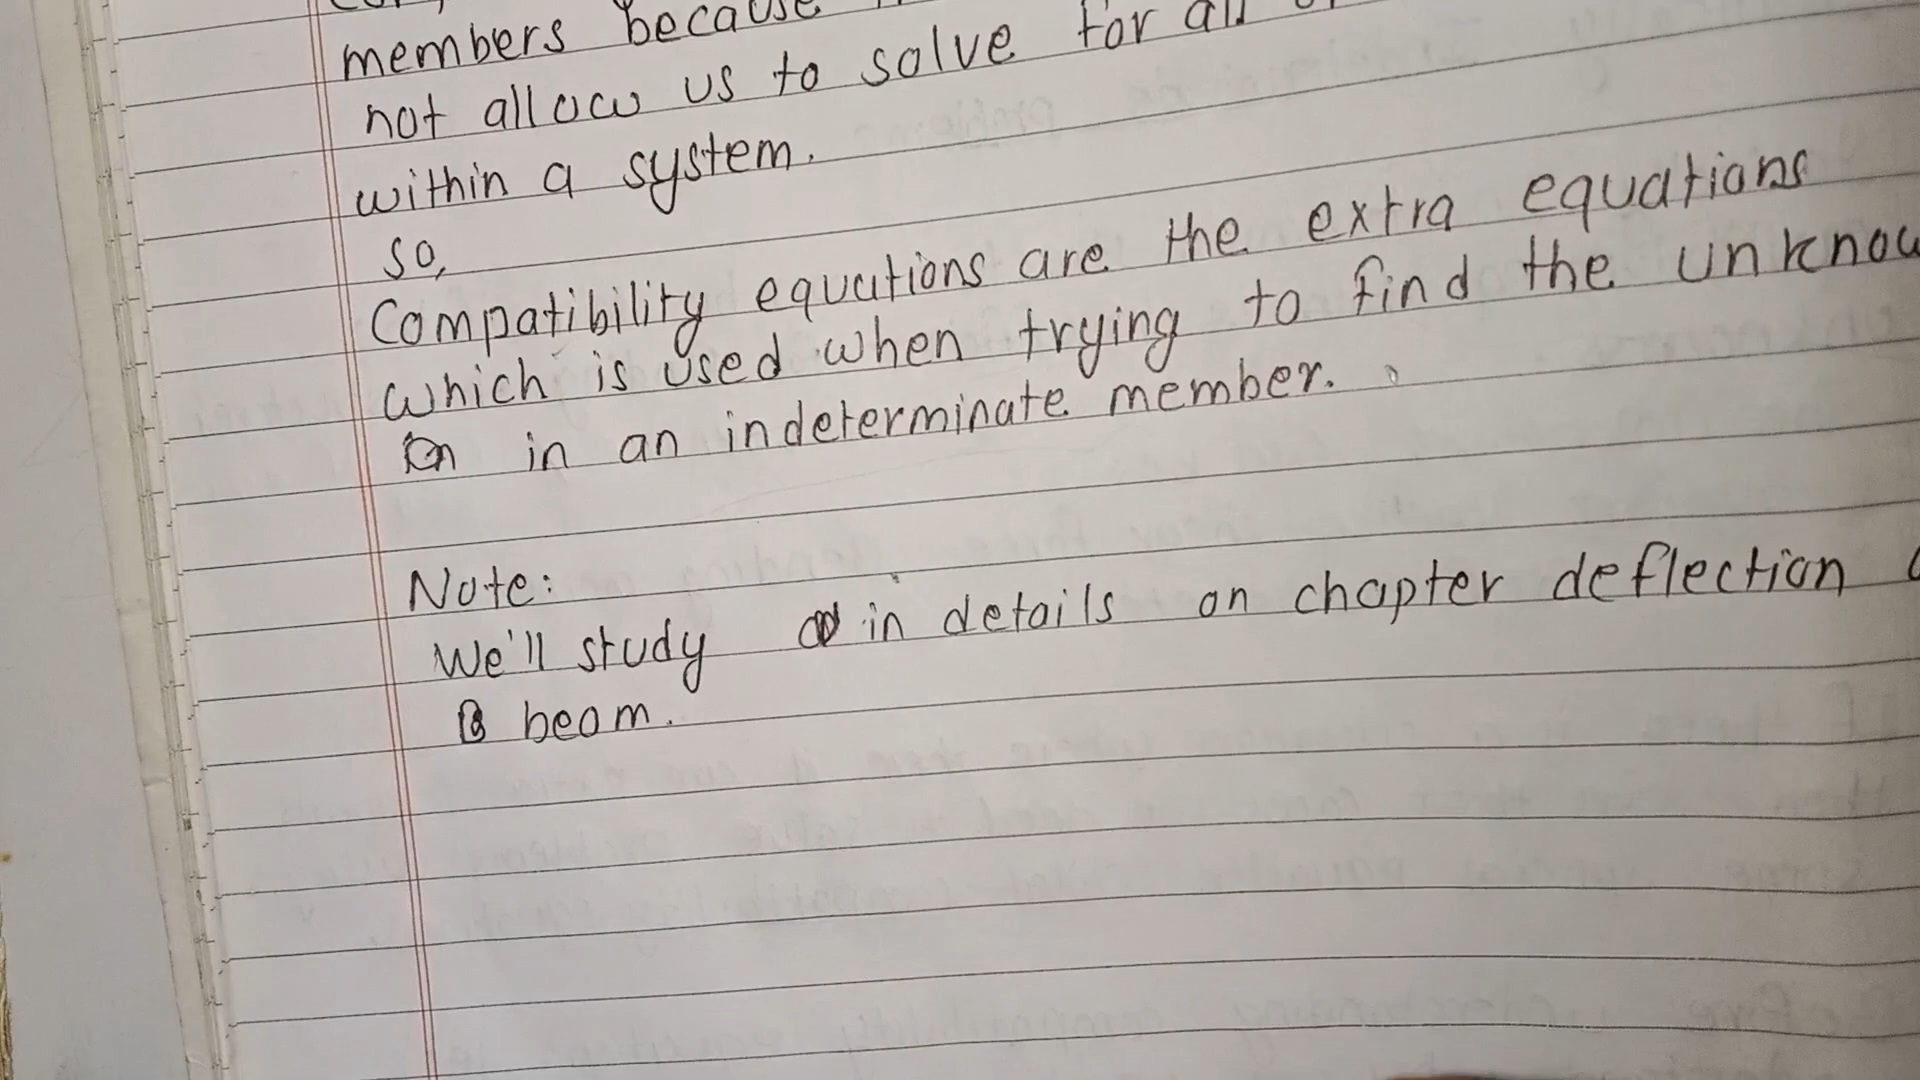 members because
not allow us to solve for all
within a system.
so,
Compatibility equations are the extra equations
which is used when trying to find the unknow
in an indeterminate member.
Note:
We'll study in details on chapter deflection
beam.